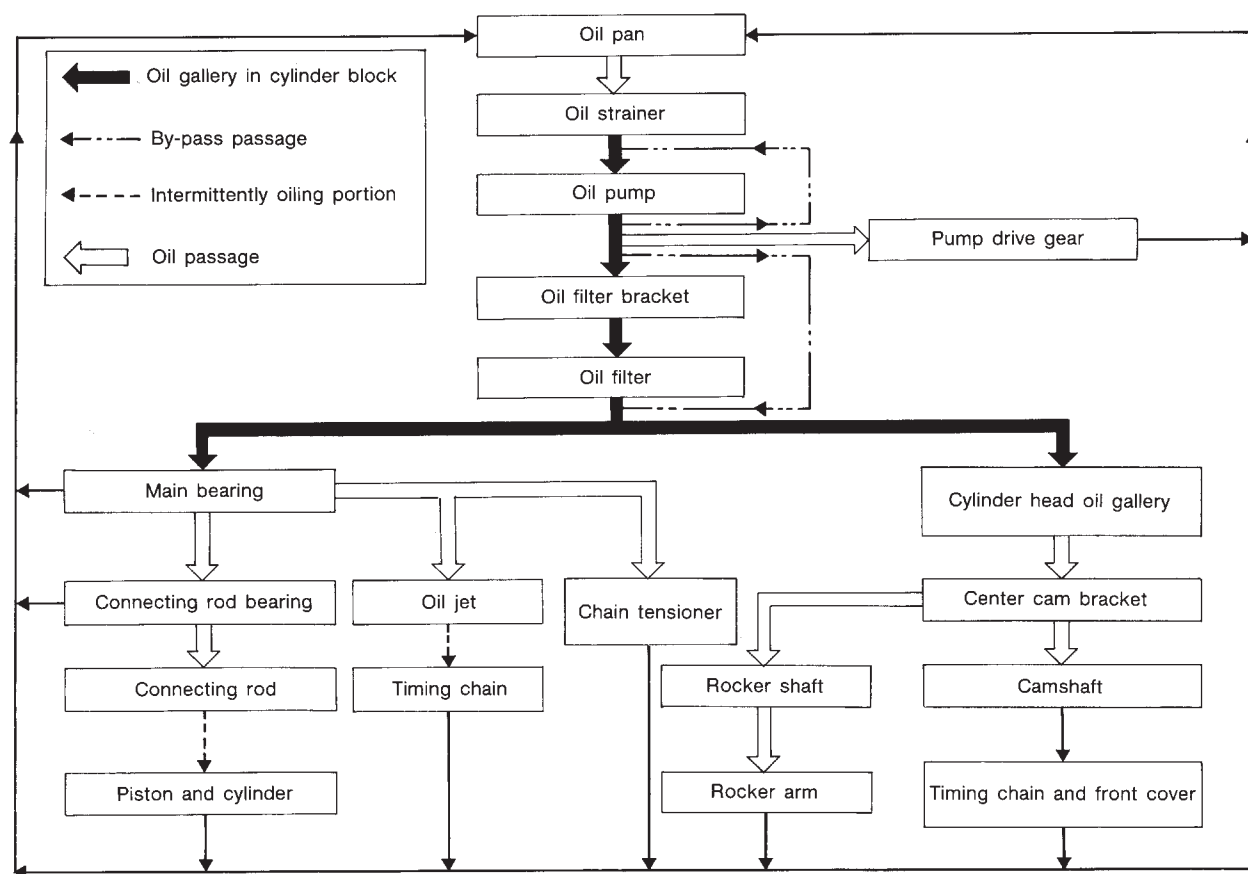 Oil pan
Oil gallery in cylinder block
By-pass passage
Intermittently oiling portion
Oil passage
Oil strainer
Oil pump
Pump drive gear
Oil filter bracket
Oil filter
Main bearing
Cylinder head oil gallery
Connecting rod bearing
Oil jet
Chain tensioner
Center cam bracket
Connecting rod
Timing chain
Rocker shaft
Camshaft
Piston and cylinder
Rocker arm
Timing chain and front cover